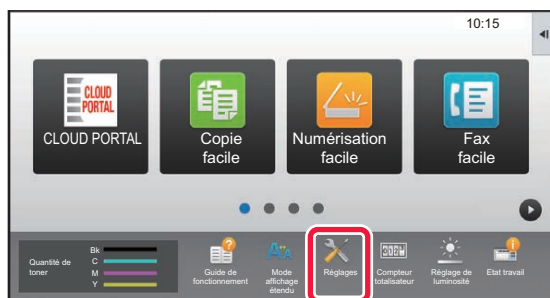 10:15
CLOUD
PORTAL
CLOUD PORTAL
Copie
facile
Numérisation
facile
Fax
facile
Quantité de
toner
Bk
C
M
Y
Guide de
fonctionnement
Mode
affichage
étendu
Réglages
Compteur
totalisateur
Réglage de
luminosité
Etat travail